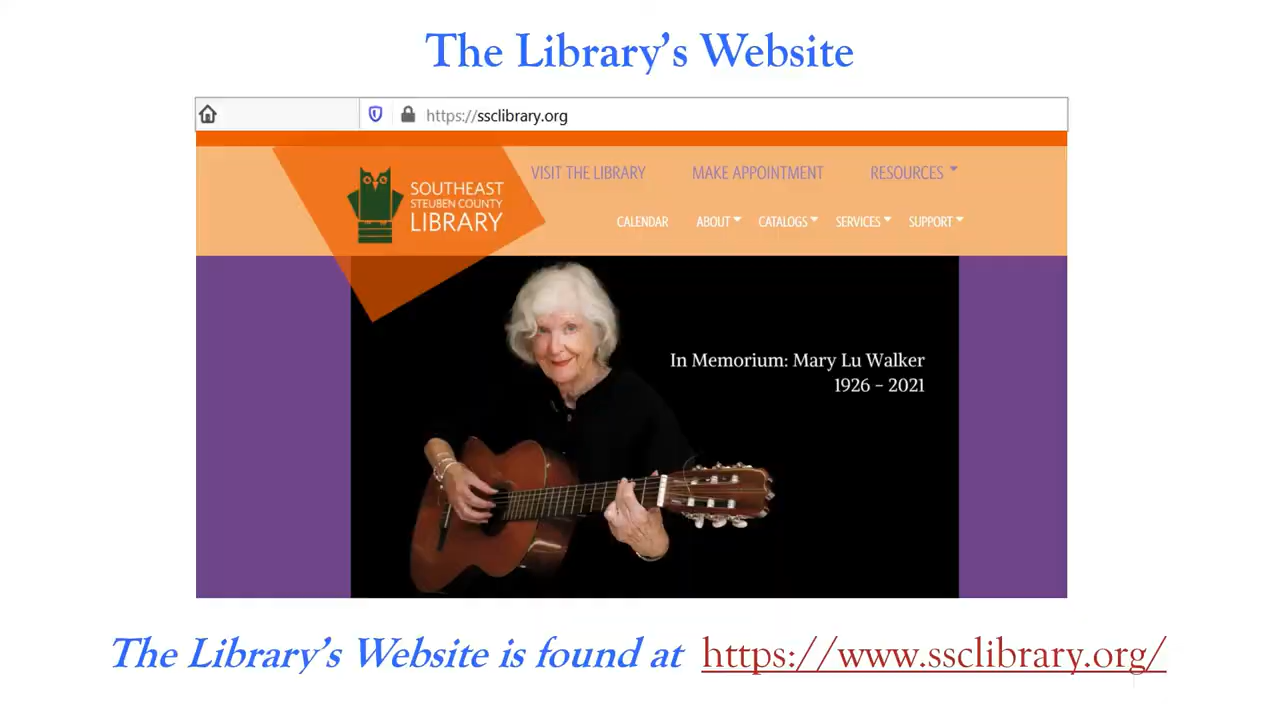 The Library's Website
https://ssclibrary.org
VISIT THE LIBRARY MAKE APPOINTMENT RESOURCES
SOUTHEAST
STEUBEN COUNTY
LIBRARY
CALENDAR ABOUT CATALOGS SERVICES SUPPORT
In Memorium: Mary Lu Walker
1926 - 2021
The Library's Website is found at https://www.ssclibrary.org/